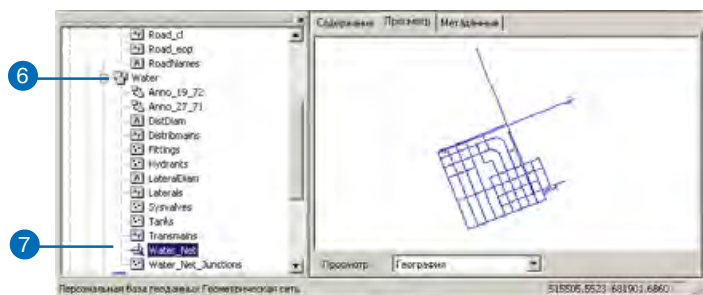 Содержание Просмотр Метаданные
Road_cl
Road_eop
RoadNames
6
Water
Anno_19_72
Anno_27_71
DistDiam
Distribmains
Fittings
Hydrants
LateralDiam
Laterals
Sysvalves
Tanks
Transmains
7
Water_Net
Water_Net_Junctions
Просмотр География
Персональная база геоданных Геометрическая сеть
515505,5523 681901,6860